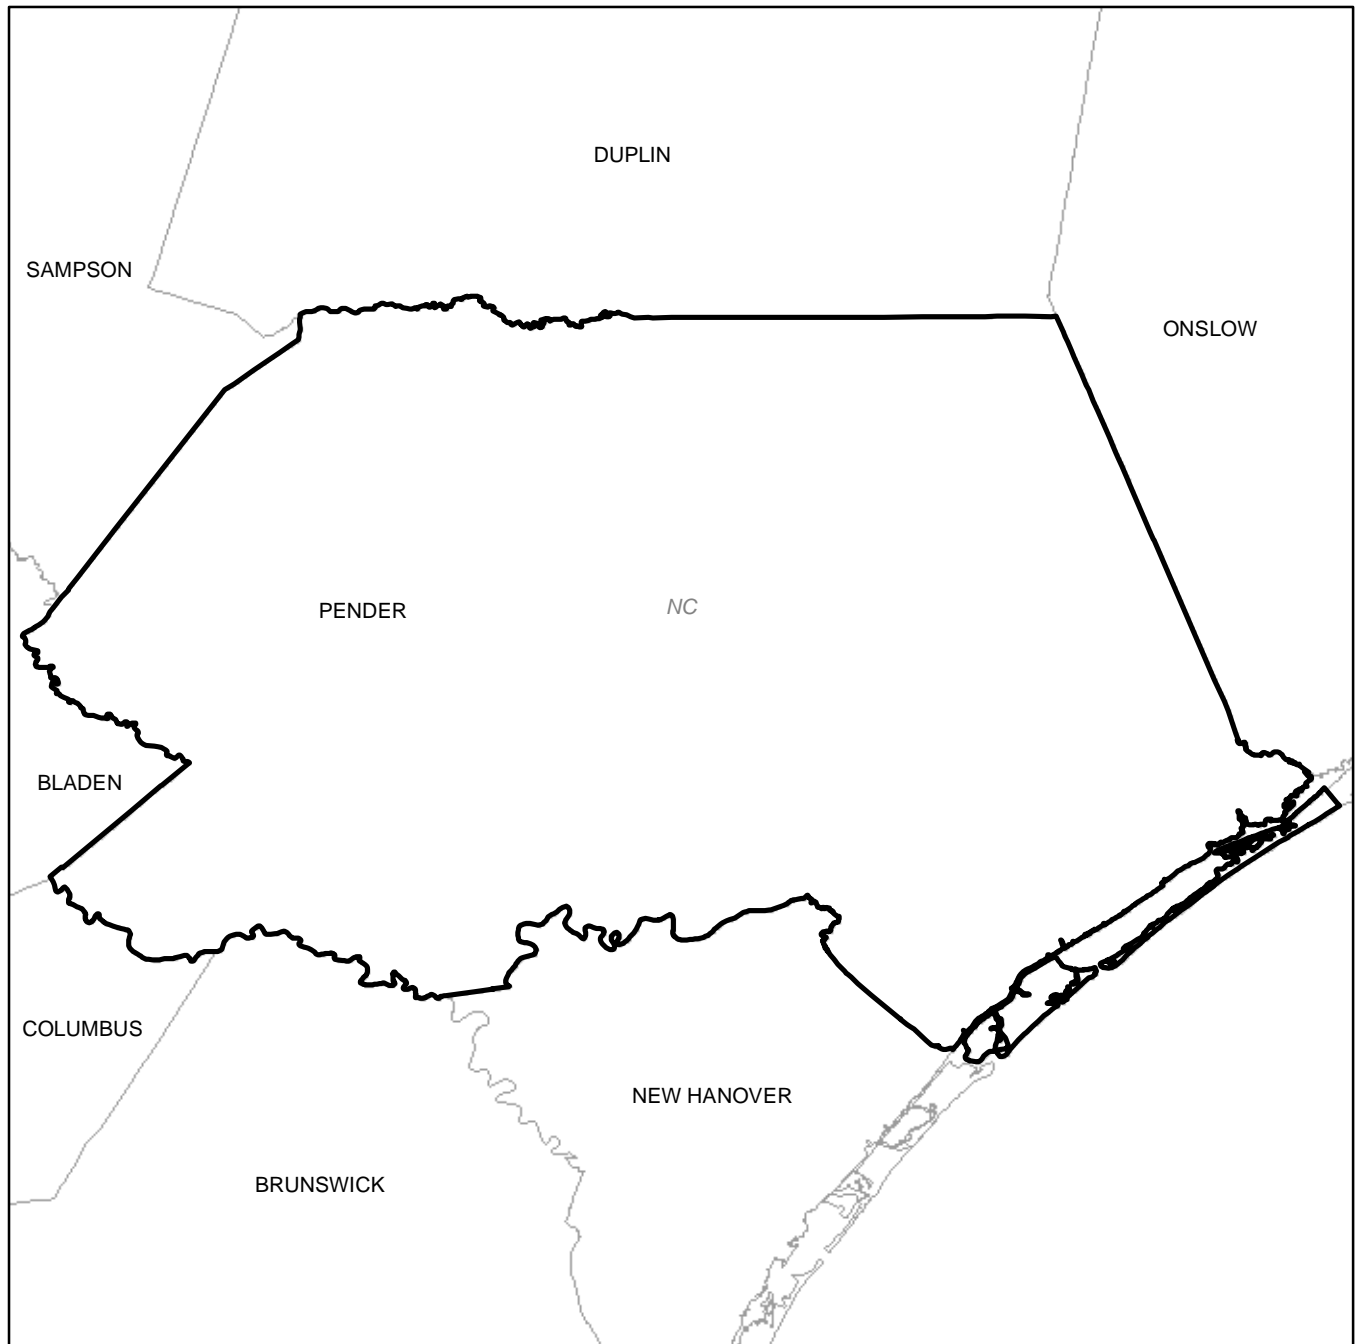 DUPLIN
SAMPSON
ONSLOW
PENDER
NC
BLADEN
COLUMBUS
NEW HANOVER
BRUNSWICK